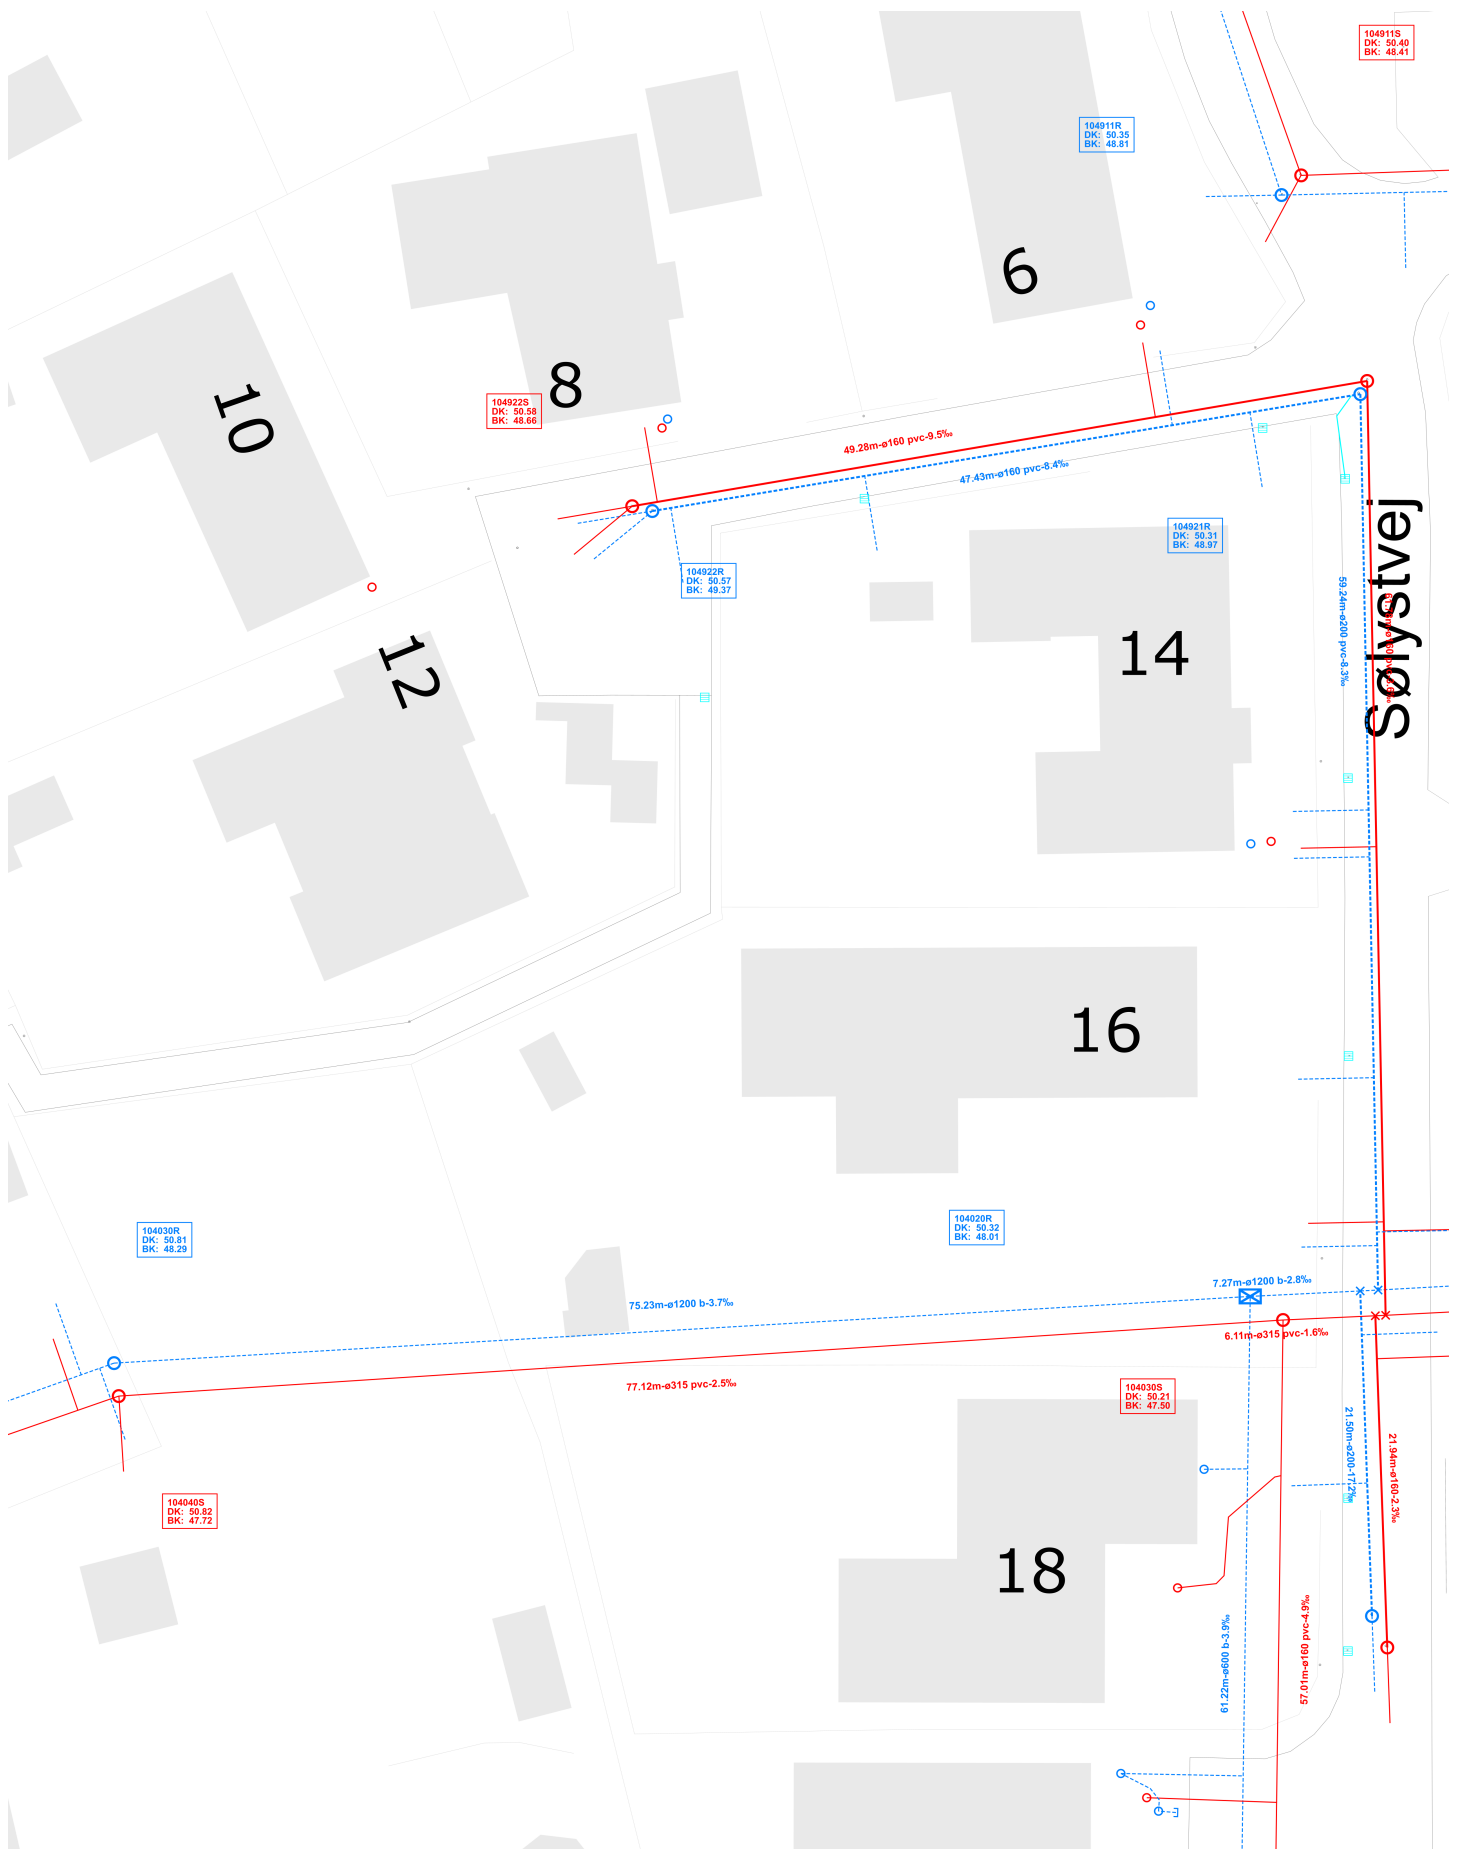 104911S
DK: 50.40
BK: 48.41
104911R
DK: 50.35
BK: 48.81
6
8
10
104922S
DK: 50.58
BK: 48.66
49.28m-ø160 pvc-9.5‰
47.43m-ø160 pvc-8.4‰
104921R
DK: 50.31
BK: 48.97
104922R
DK: 50.57
BK: 49.37
Sølystvej
59.24m-ø200 pvc-8.3‰
14
12
16
104030R
DK: 50.81
BK: 48.29
104020R
DK: 50.32
BK: 48.01
7.27m-ø1200 b-2.8‰
75.23m-ø1200 b-3.7‰
6.11m-ø315 pvc-1.6‰
77.12m-ø315 pvc-2.5‰
104030S
DK: 50.21
BK: 47.50
21.50m-ø200-17.2‰
21.94m-ø160-2.3‰
104040S
DK: 50.82
BK: 47.72
18
61.22m-ø600 b-3.9‰
57.01m-ø160 pvc-4.9‰